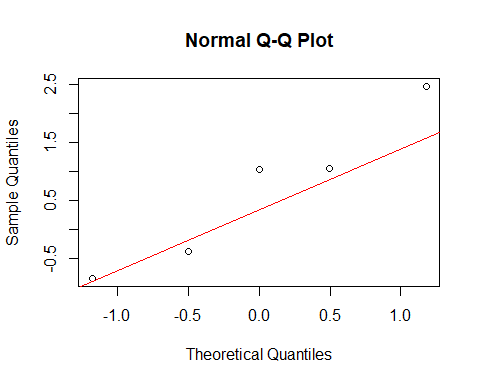 Normal Q-Q Plot
Sample Quantiles
2.5
1.5
0.5
-0.5
-1.0 -0.5 0.0 0.5 1.0
Theoretical Quantiles